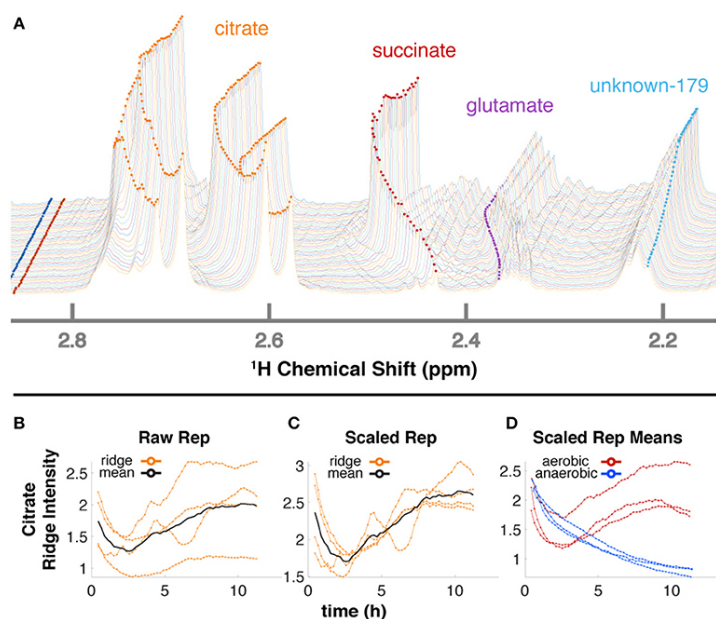 A
citrate
succinate
glutamate
unknown-179
2.8 2.6 2.4 2.2
¹H Chemical Shift (ppm)
B Raw Rep
ridge
mean
Citrate
Ridge Intensity
2.5
2
1.5
1
0 5 10
C Scaled Rep
ridge
mean
3
2.5
2
1.5
0 5 10
D Scaled Rep Means
aerobic
anaerobic
2.5
2
1.5
1
0 5 10
time (h)